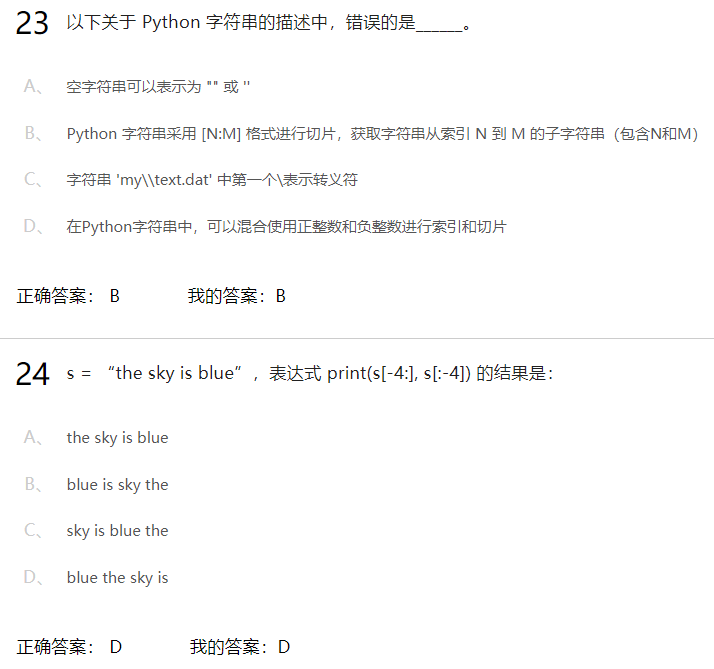 23 以下关于 Python 字符串的描述中，错误的是______。
A、 空字符串可以表示为 "" 或 ''
B、 Python 字符串采用 [N:M] 格式进行切片，获取字符串从索引 N 到 M 的子字符串（包含N和M）
C、 字符串 'my\\text.dat' 中第一个\表示转义符
D、 在Python字符串中，可以混合使用正整数和负整数进行索引和切片
正确答案： B 我的答案：B
24 s = “the sky is blue”，表达式 print(s[-4:], s[:-4]) 的结果是：
A、 the sky is blue
B、 blue is sky the
C、 sky is blue the
D、 blue the sky is
正确答案： D 我的答案：D